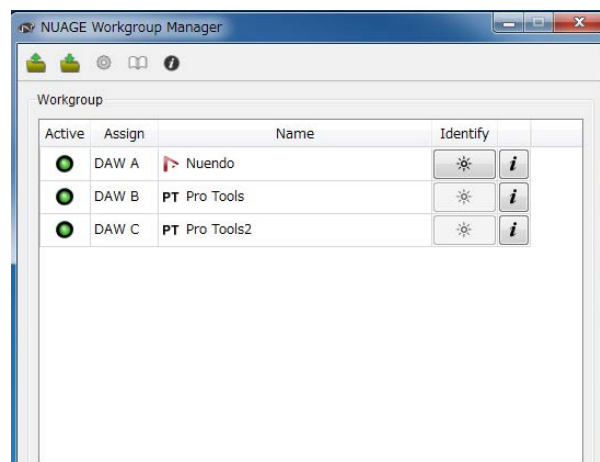 NUAGE Workgroup Manager
Workgroup
Active Assign Name Identify
DAW A Nuendo i
DAW B PT Pro Tools i
DAW C PT Pro Tools2 i